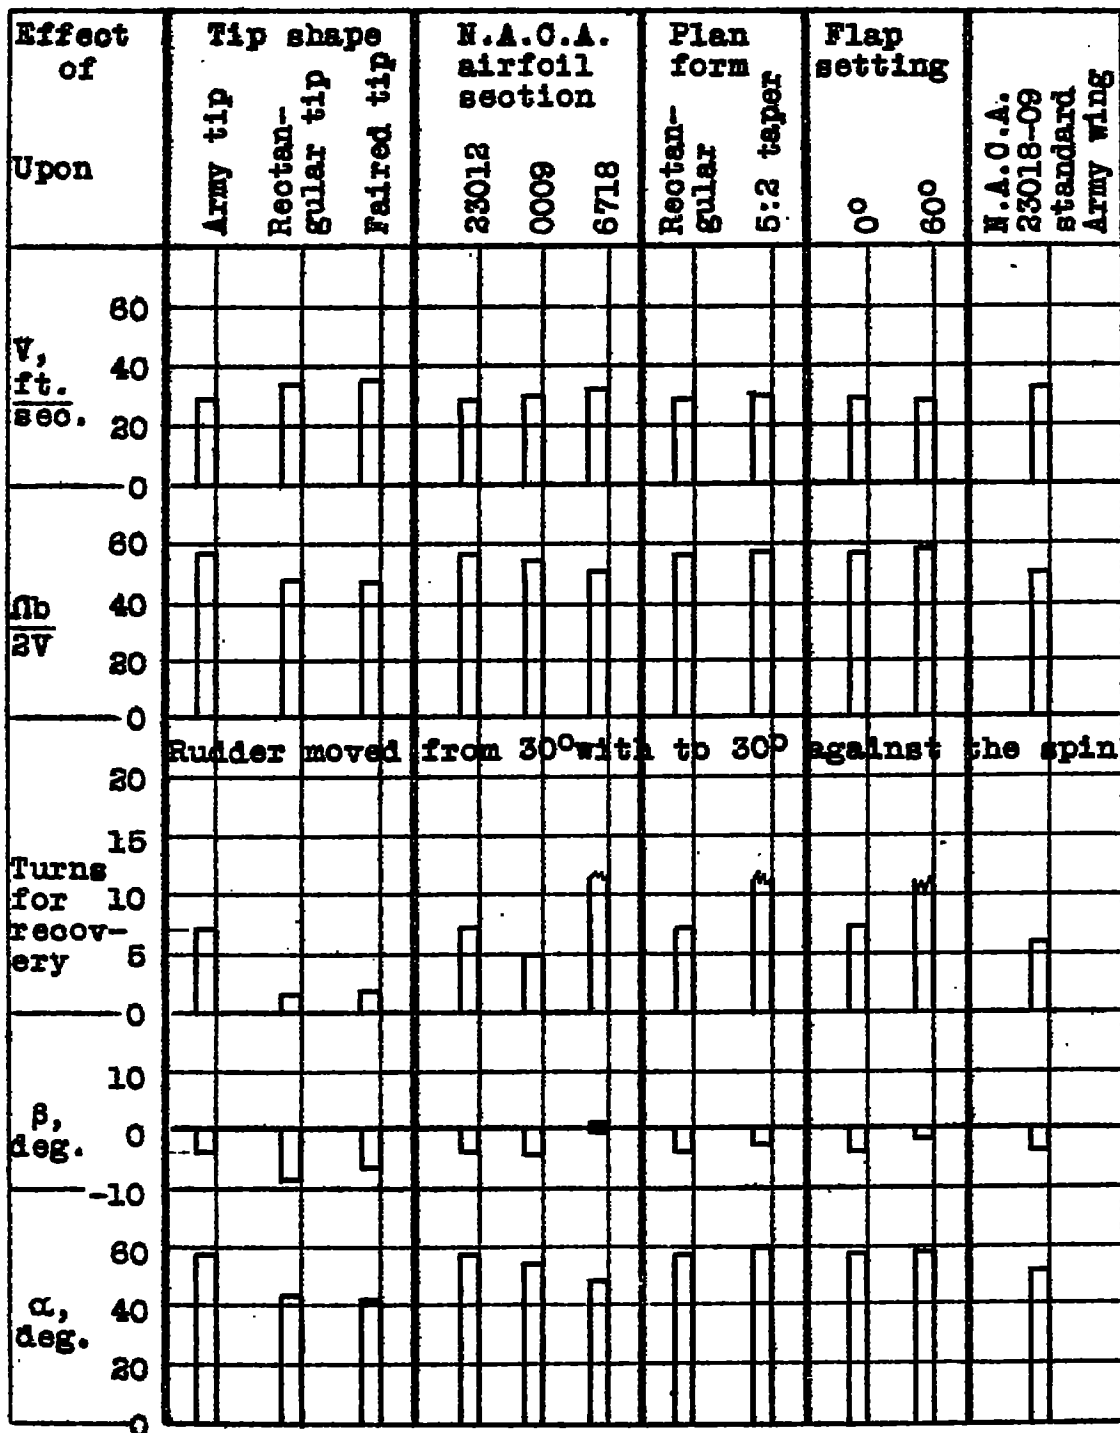 Effect of
Upon
Tip shape
Army tip
Rectan-
gular tip
Faired tip
N.A.C.A.
airfoil
section
23012
0009
6718
Plan
form
Rectan-
gular
5:2 taper
Flap
setting
0°
60°
N.A.C.A.
23018-09
standard
Army wing
V,
ft.
sec.
60
40
20
0
Ωb
2V
60
40
20
0
Rudder moved from 30° with to 30° against the spin
Turns
for
recov-
ery
20
15
10
5
0
β,
deg.
10
0
-10
α,
deg.
60
40
20
0